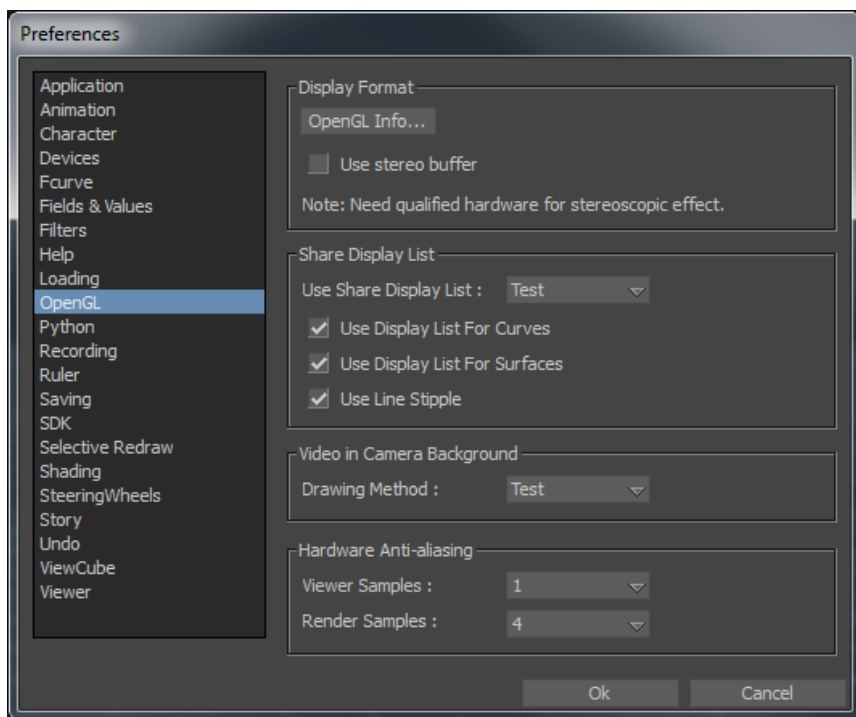 Preferences
Application
Animation
Character
Devices
Fcurve
Fields & Values
Filters
Help
Loading
OpenGL
Python
Recording
Ruler
Saving
SDK
Selective Redraw
Shading
SteeringWheels
Story
Undo
ViewCube
Viewer
Display Format
OpenGL Info...
Use stereo buffer
Note: Need qualified hardware for stereoscopic effect.
Share Display List
Use Share Display List : Test
Use Display List For Curves
Use Display List For Surfaces
Use Line Stipple
Video in Camera Background
Drawing Method : Test
Hardware Anti-aliasing
Viewer Samples : 1
Render Samples : 4
Ok Cancel